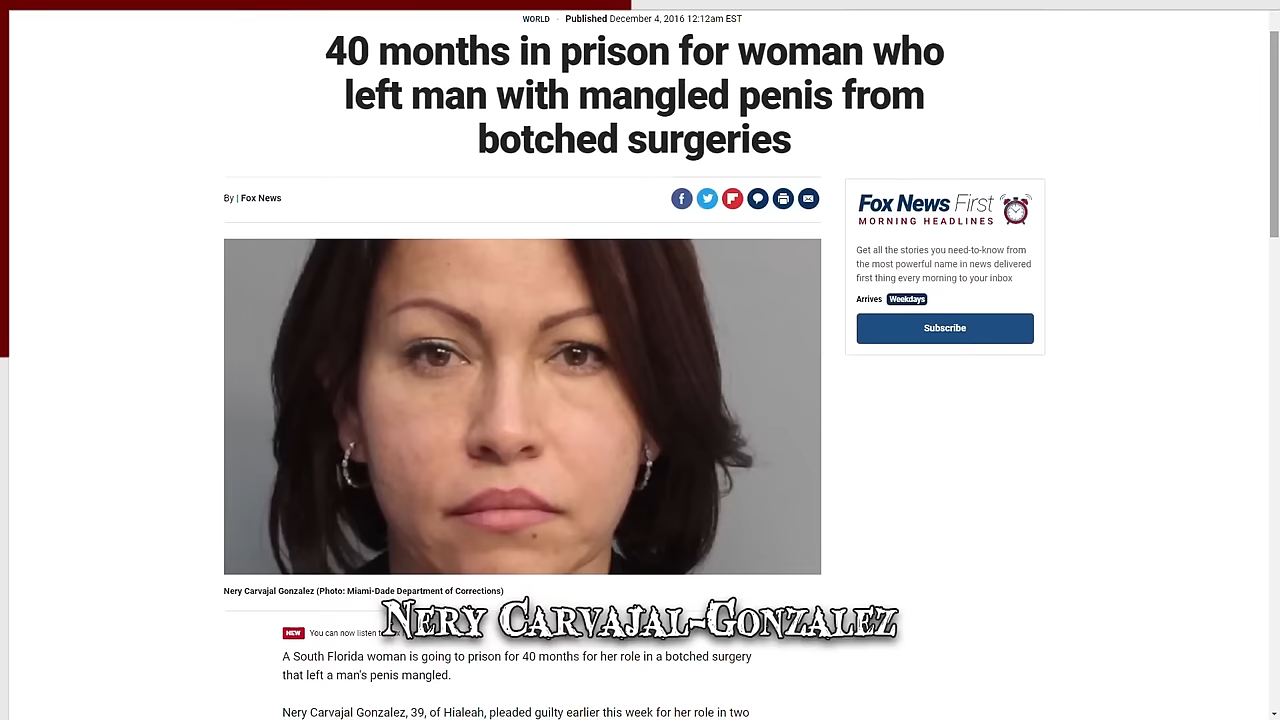 WORLD · Published December 4, 2016 12:12am EST
40 months in prison for woman who
left man with mangled penis from
botched surgeries
By | Fox News
Fox News First
MORNING HEADLINES
Get all the stories you need-to-know from
the most powerful name in news delivered
first thing every morning to your inbox
Arrives Weekdays
Subscribe
Nery Carvajal Gonzalez (Photo: Miami-Dade Department of Corrections)
Nery Carvajal-Gonzalez
NEW You can now listen
A South Florida woman is going to prison for 40 months for her role in a botched surgery
that left a man's penis mangled.
Nery Carvajal Gonzalez, 39, of Hialeah, pleaded guilty earlier this week for her role in two